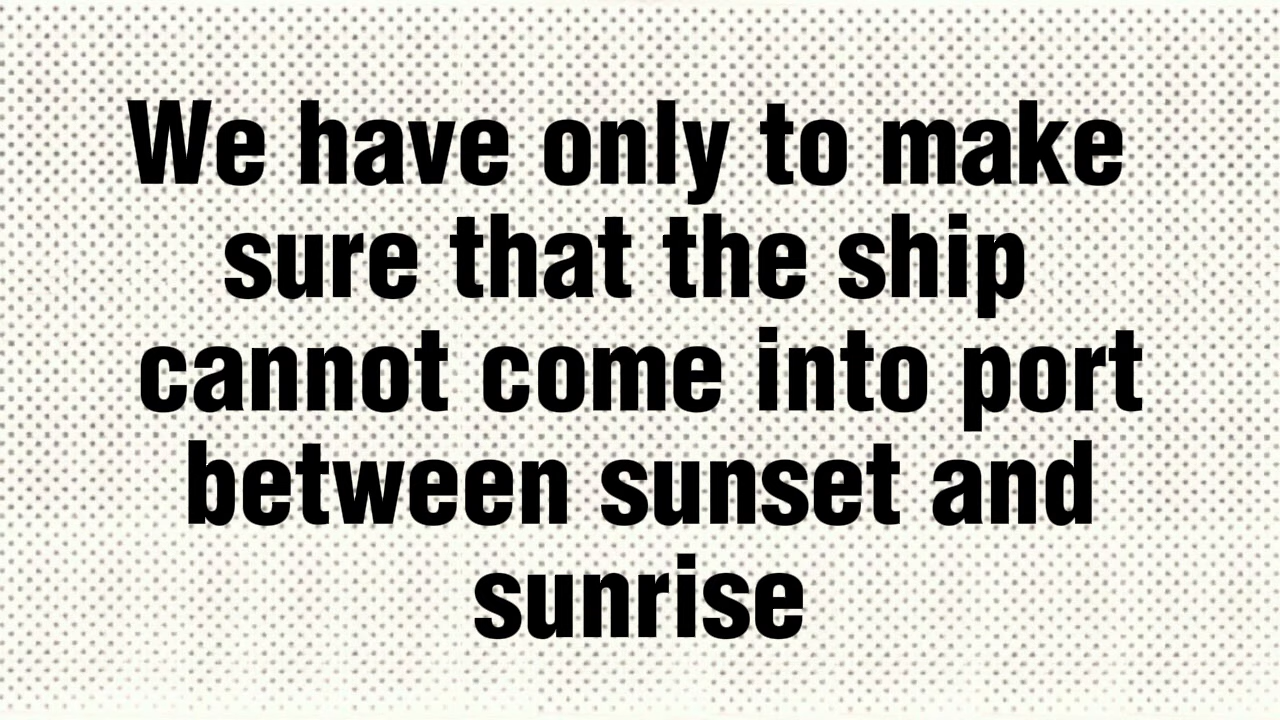 We have only to make
sure that the ship
cannot come into port
between sunset and
sunrise